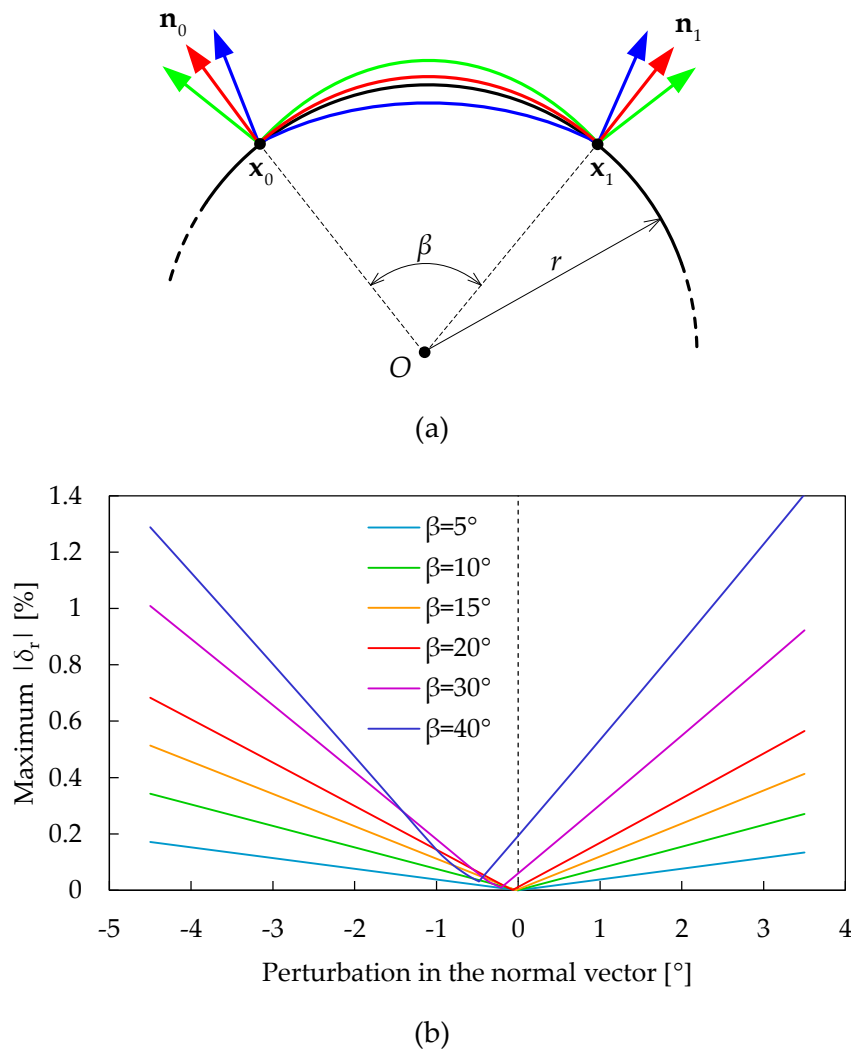 n₀
n₁
x₀
x₁
β
r
O
(a)
1.4
1.2
1
0.8
0.6
0.4
0.2
0
Maximum |δᵣ| [%]
β=5°
β=10°
β=15°
β=20°
β=30°
β=40°
-5 -4 -3 -2 -1 0 1 2 3 4
Perturbation in the normal vector [°]
(b)